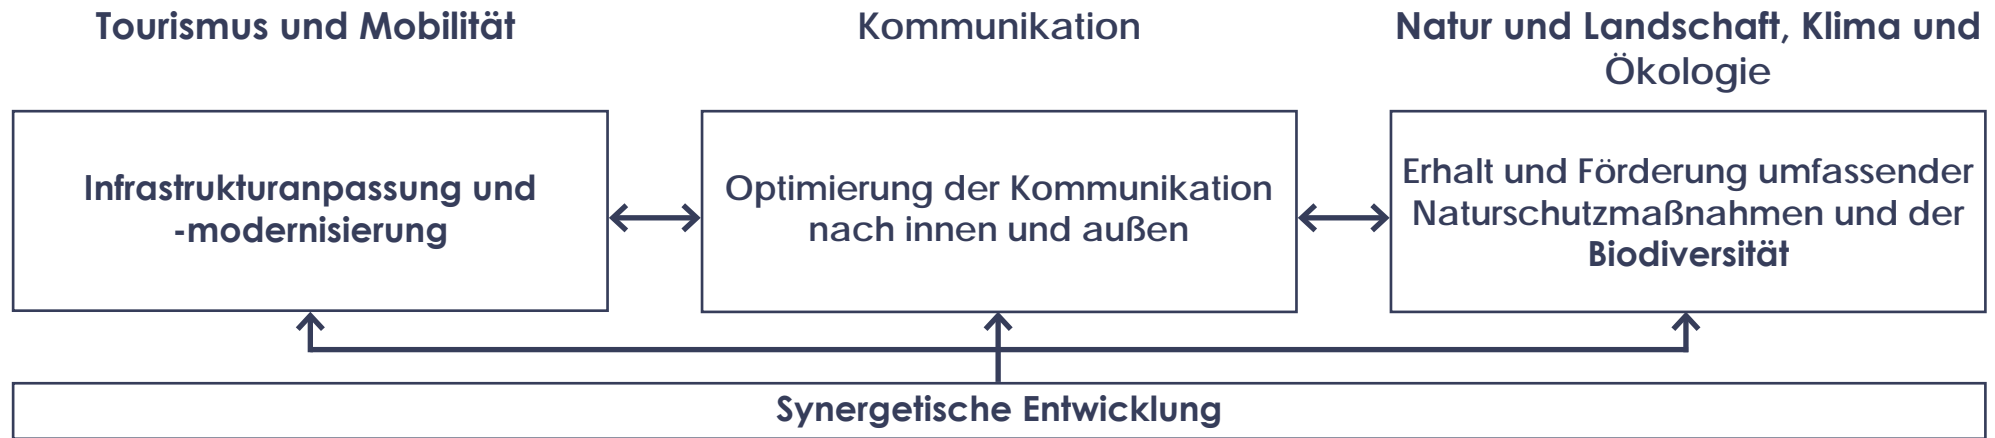 Tourismus und Mobilität
Kommunikation
Natur und Landschaft, Klima und
Ökologie
Infrastrukturanpassung und
-modernisierung
Optimierung der Kommunikation
nach innen und außen
Erhalt und Förderung umfassender
Naturschutzmaßnahmen und der
Biodiversität
Synergetische Entwicklung